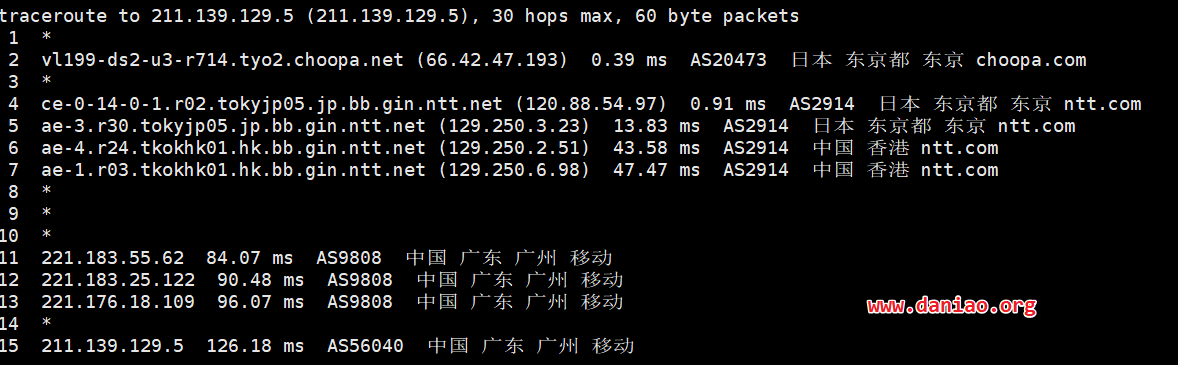 traceroute to 211.139.129.5 (211.139.129.5), 30 hops max, 60 byte packets
1 *
2 vl199-ds2-u3-r714.tyo2.choopa.net (66.42.47.193) 0.39 ms AS20473 日本 东京都 东京 choopa.com
3 *
4 ce-0-14-0-1.r02.tokyjp05.jp.bb.gin.ntt.net (120.88.54.97) 0.91 ms AS2914 日本 东京都 东京 ntt.com
5 ae-3.r30.tokyjp05.jp.bb.gin.ntt.net (129.250.3.23) 13.83 ms AS2914 日本 东京都 东京 ntt.com
6 ae-4.r24.tkokhk01.hk.bb.gin.ntt.net (129.250.2.51) 43.58 ms AS2914 中国 香港 ntt.com
7 ae-1.r03.tkokhk01.hk.bb.gin.ntt.net (129.250.6.98) 47.47 ms AS2914 中国 香港 ntt.com
8 *
9 *
10 *
11 221.183.55.62 84.07 ms AS9808 中国 广东 广州 移动
12 221.183.25.122 90.48 ms AS9808 中国 广东 广州 移动
13 221.176.18.109 96.07 ms AS9808 中国 广东 广州 移动
www.daniao.org
14 *
15 211.139.129.5 126.18 ms AS56040 中国 广东 广州 移动